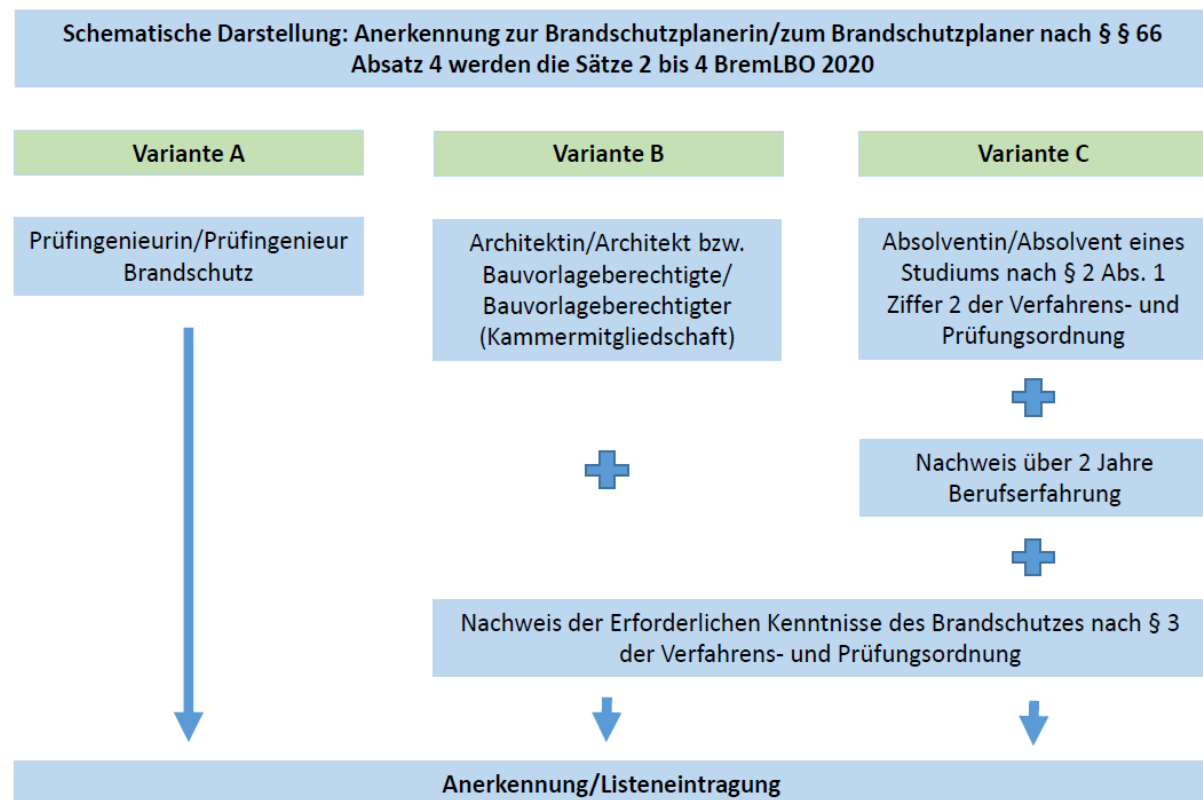 Schematische Darstellung: Anerkennung zur Brandschutzplanerin/zum Brandschutzplaner nach § § 66
Absatz 4 werden die Sätze 2 bis 4 BremLBO 2020
Variante A
Variante B
Variante C
Prüfingenieurin/Prüfingenieur
Brandschutz
Architektin/Architekt bzw.
Bauvorlageberechtigte/
Bauvorlageberechtigter
(Kammermitgliedschaft)
Absolventin/Absolvent eines
Studiums nach § 2 Abs. 1
Ziffer 2 der Verfahrens- und
Prüfungsordnung
Nachweis über 2 Jahre
Berufserfahrung
Nachweis der Erforderlichen Kenntnisse des Brandschutzes nach § 3
der Verfahrens- und Prüfungsordnung
Anerkennung/Listeneintragung